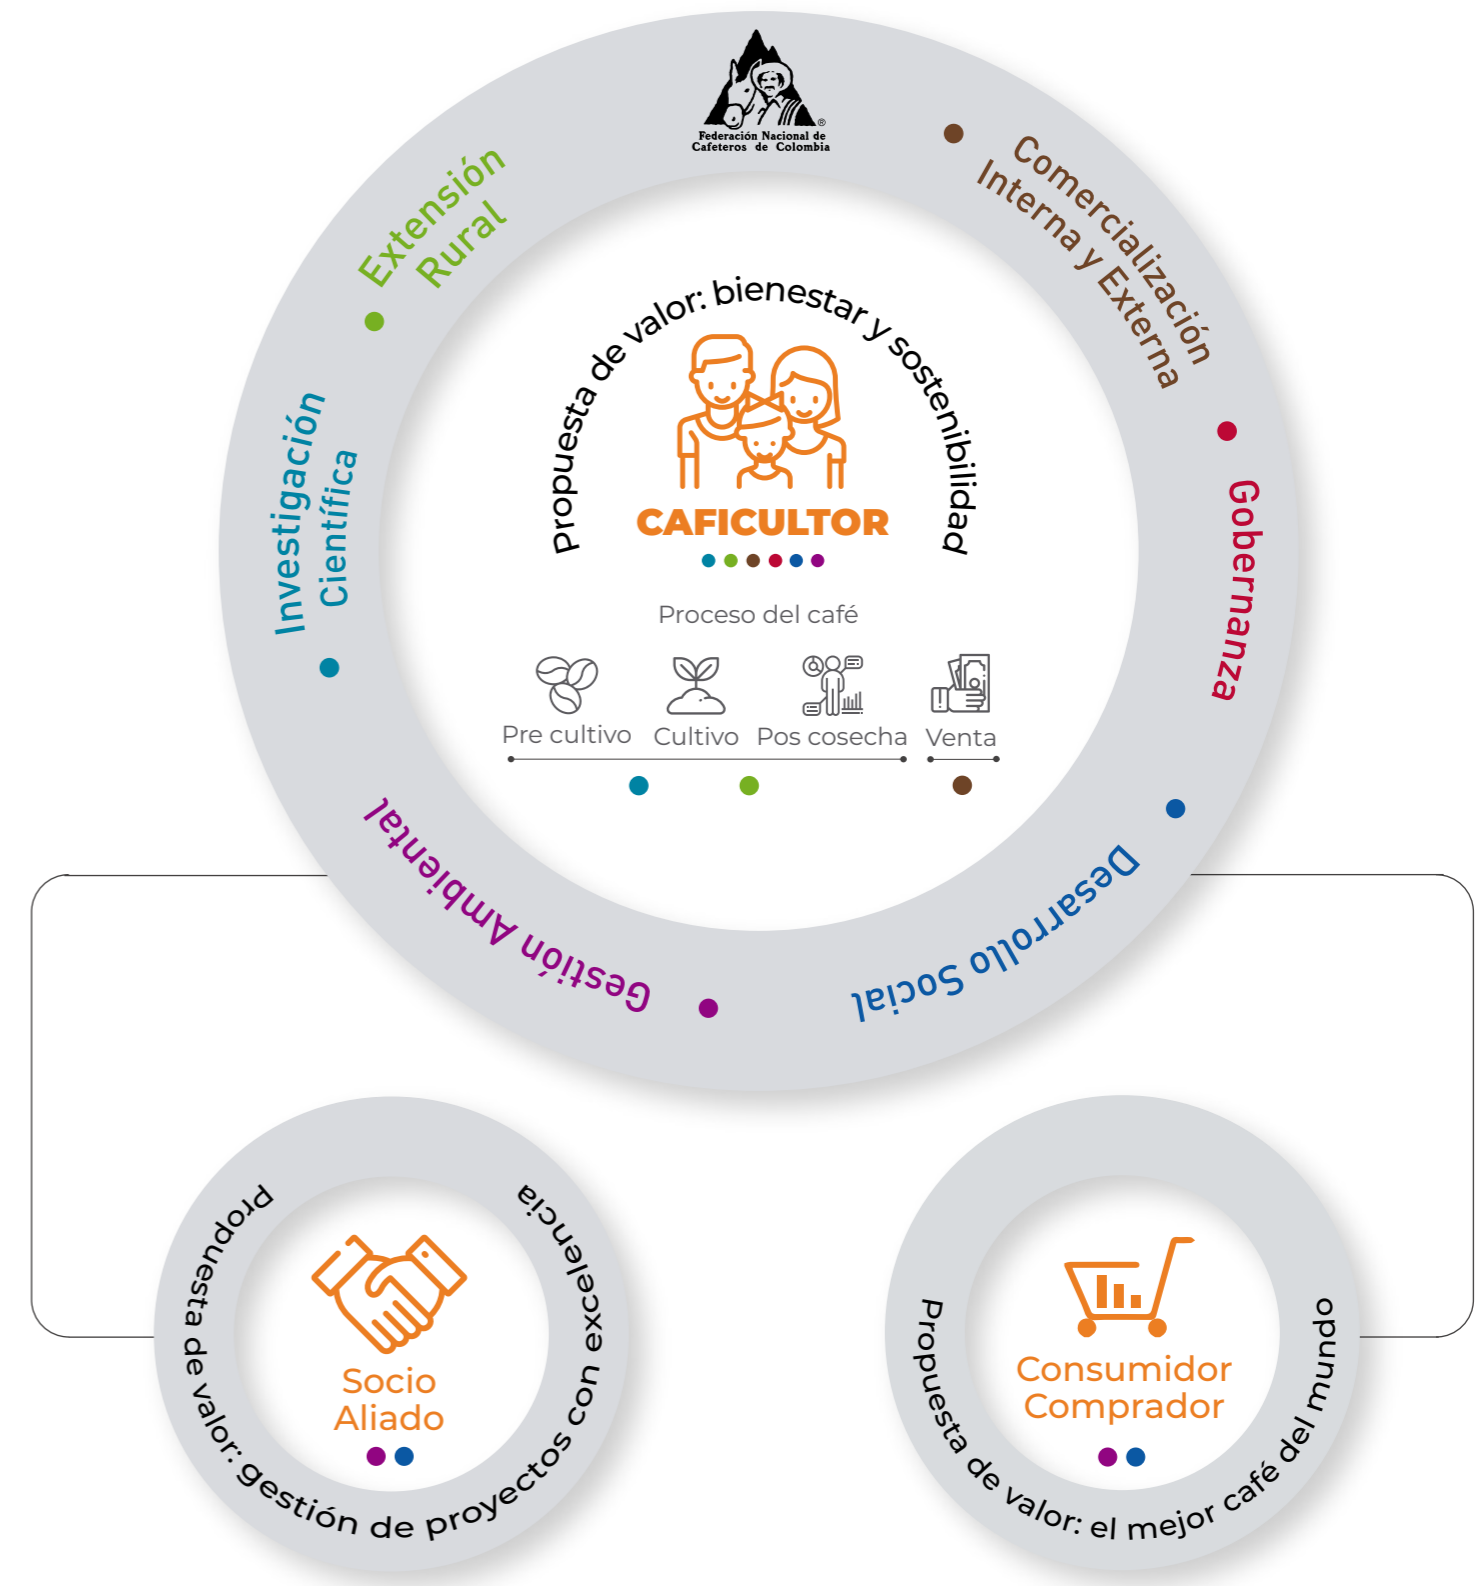 Federación Nacional de
Cafeteros de Colombia
®
Extensión
Rural
Comercialización
Interna y Externa
Investigación
Científica
Gobernanza
Gestión Ambiental
Desarrollo Social
Propuesta de valor: bienestar y sostenibilidad
CAFICULTOR
Proceso del café
Pre cultivo
Cultivo
Pos cosecha
Venta
Propuesta de valor: gestión de proyectos con excelencia
Socio
Aliado
Propuesta de valor: el mejor café del mundo
Consumidor
Comprador